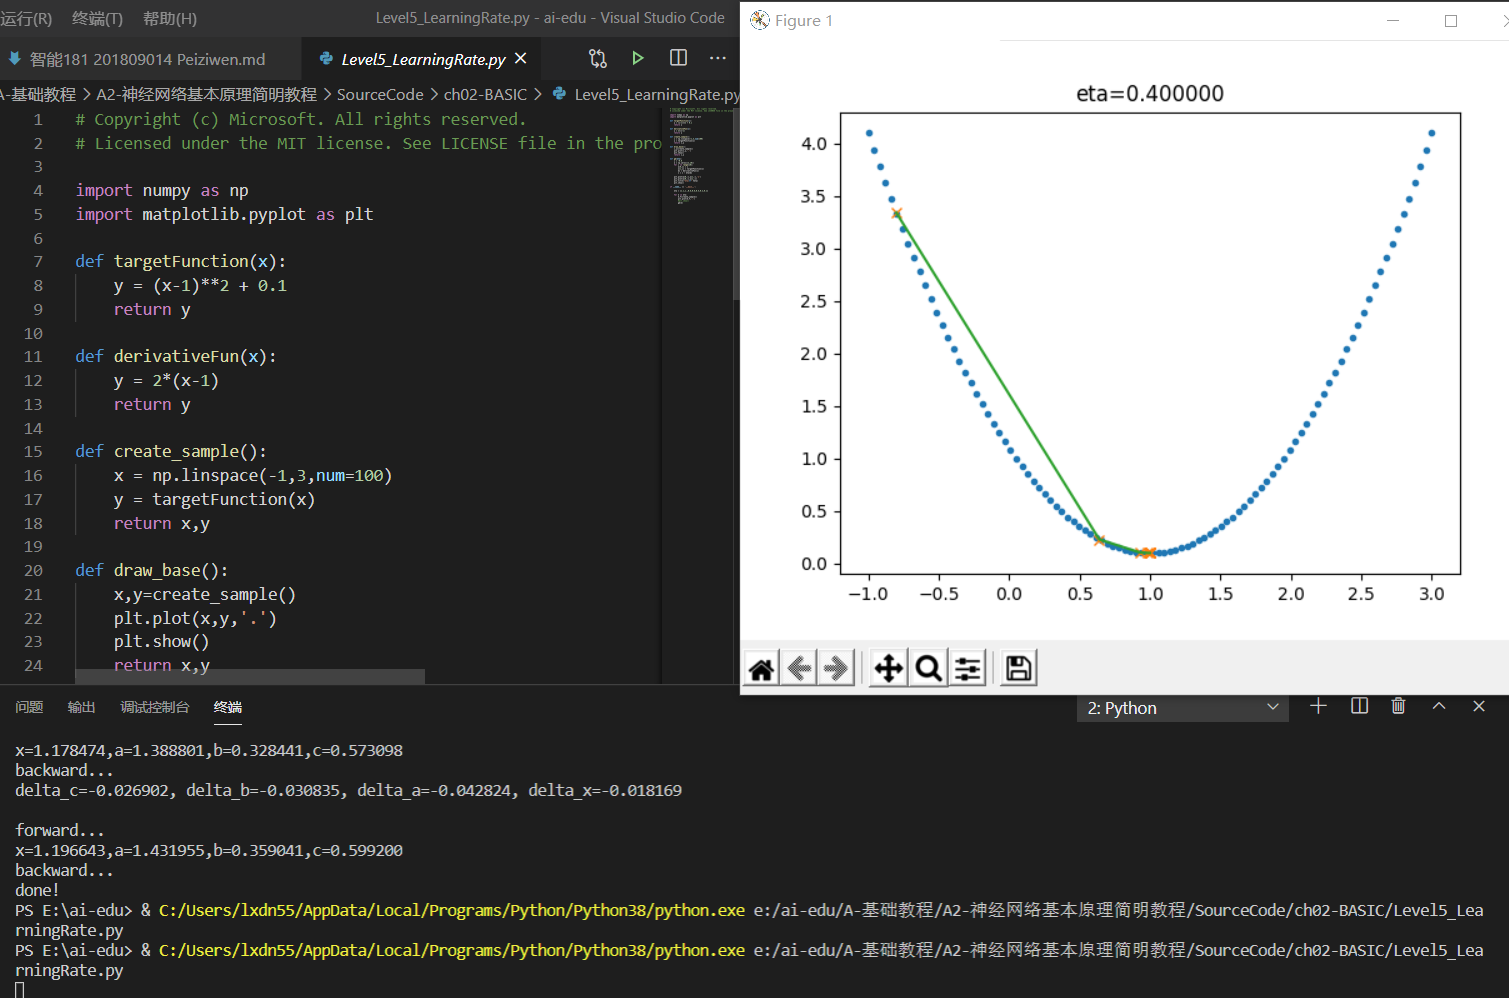 运行(R) 终端(T) 帮助(H) Level5_LearningRate.py - ai-edu - Visual Studio Code
智能181 201809014 Peiziwen.md Level5_LearningRate.py
A-基础教程 > A2-神经网络基本原理简明教程 > SourceCode > ch02-BASIC > Level5_LearningRate.py
1 # Copyright (c) Microsoft. All rights reserved.
2 # Licensed under the MIT license. See LICENSE file in the pro
3
4 import numpy as np
5 import matplotlib.pyplot as plt
6
7 def targetFunction(x):
8 y = (x-1)**2 + 0.1
9 return y
10
11 def derivativeFun(x):
12 y = 2*(x-1)
13 return y
14
15 def create_sample():
16 x = np.linspace(-1,3,num=100)
17 y = targetFunction(x)
18 return x,y
19
20 def draw_base():
21 x,y=create_sample()
22 plt.plot(x,y,'.')
23 plt.show()
24 return x,y
Figure 1
eta=0.400000
4.0
3.5
3.0
2.5
2.0
1.5
1.0
0.5
0.0
−1.0 −0.5 0.0 0.5 1.0 1.5 2.0 2.5 3.0
问题 输出 调试控制台 终端 2: Python
x=1.178474,a=1.388801,b=0.328441,c=0.573098
backward...
delta_c=-0.026902, delta_b=-0.030835, delta_a=-0.042824, delta_x=-0.018169
forward...
x=1.196643,a=1.431955,b=0.359041,c=0.599200
backward...
done!
PS E:\ai-edu> & C:/Users/lxdn55/AppData/Local/Programs/Python/Python38/python.exe e:/ai-edu/A-基础教程/A2-神经网络基本原理简明教程/SourceCode/ch02-BASIC/Level5_Lea
rningRate.py
PS E:\ai-edu> & C:/Users/lxdn55/AppData/Local/Programs/Python/Python38/python.exe e:/ai-edu/A-基础教程/A2-神经网络基本原理简明教程/SourceCode/ch02-BASIC/Level5_Lea
rningRate.py